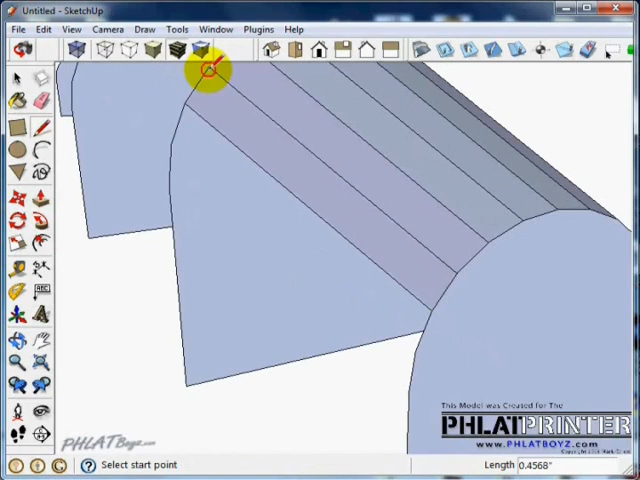 Untitled - SketchUp
File Edit View Camera Draw Tools Window Plugins Help
ABC
This Model was Created for The
PHLATPRINTER
www.PHLATBOYZ.com
PHLATBoyz.com
Select start point
Length 0.4568"